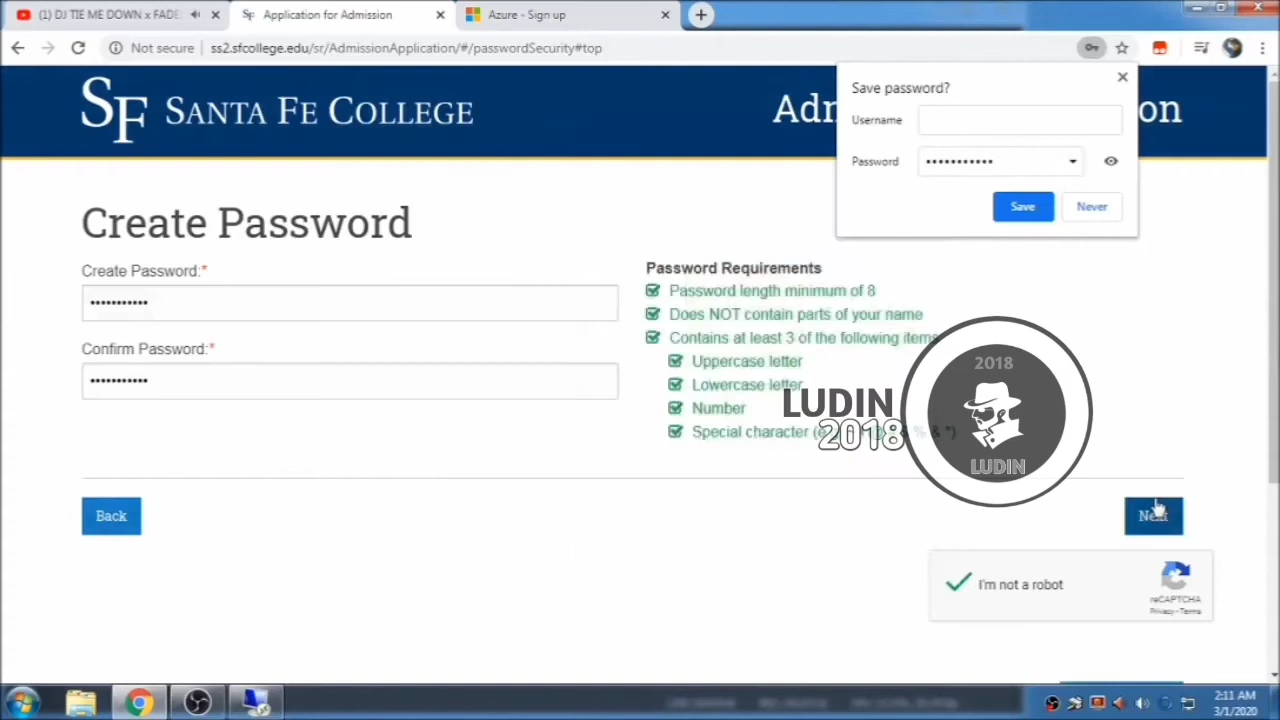 (1) DJ TIE ME DOWN x FADE
Application for Admission
Azure - Sign up
Not secure
ss2.sfcollege.edu/sr/AdmissionApplication/#/passwordSecurity#top
SF SANTA FE COLLEGE
Adm
on
Save password?
Username
Password
Save
Never
Create Password
Create Password:*
Confirm Password:*
Password Requirements
Password length minimum of 8
Does NOT contain parts of your name
Contains at least 3 of the following items
Uppercase letter
Lowercase letter
Number
Special character
LUDIN
2018
2018
LUDIN
Back
Next
I'm not a robot
reCAPTCHA
Privacy - Terms
2:11 AM
3/1/2020